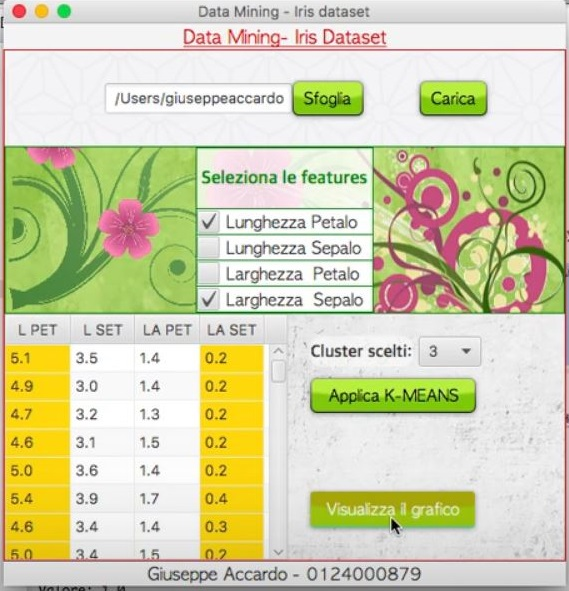 Data Mining - Iris dataset
Data Mining- Iris Dataset
/Users/giuseppeaccardo Sfoglia Carica
Seleziona le features
Lunghezza Petalo
Lunghezza Sepalo
Larghezza Petalo
Larghezza Sepalo
L PET L SET LA PET LA SET
5.1 3.5 1.4 0.2
4.9 3.0 1.4 0.2
4.7 3.2 1.3 0.2
4.6 3.1 1.5 0.2
5.0 3.6 1.4 0.2
5.4 3.9 1.7 0.4
4.6 3.4 1.4 0.3
5.0 3.4 1.5 0.2
Cluster scelti: 3
Applica K-MEANS
Visualizza il grafico
Giuseppe Accardo - 0124000879
Valore: 1.0